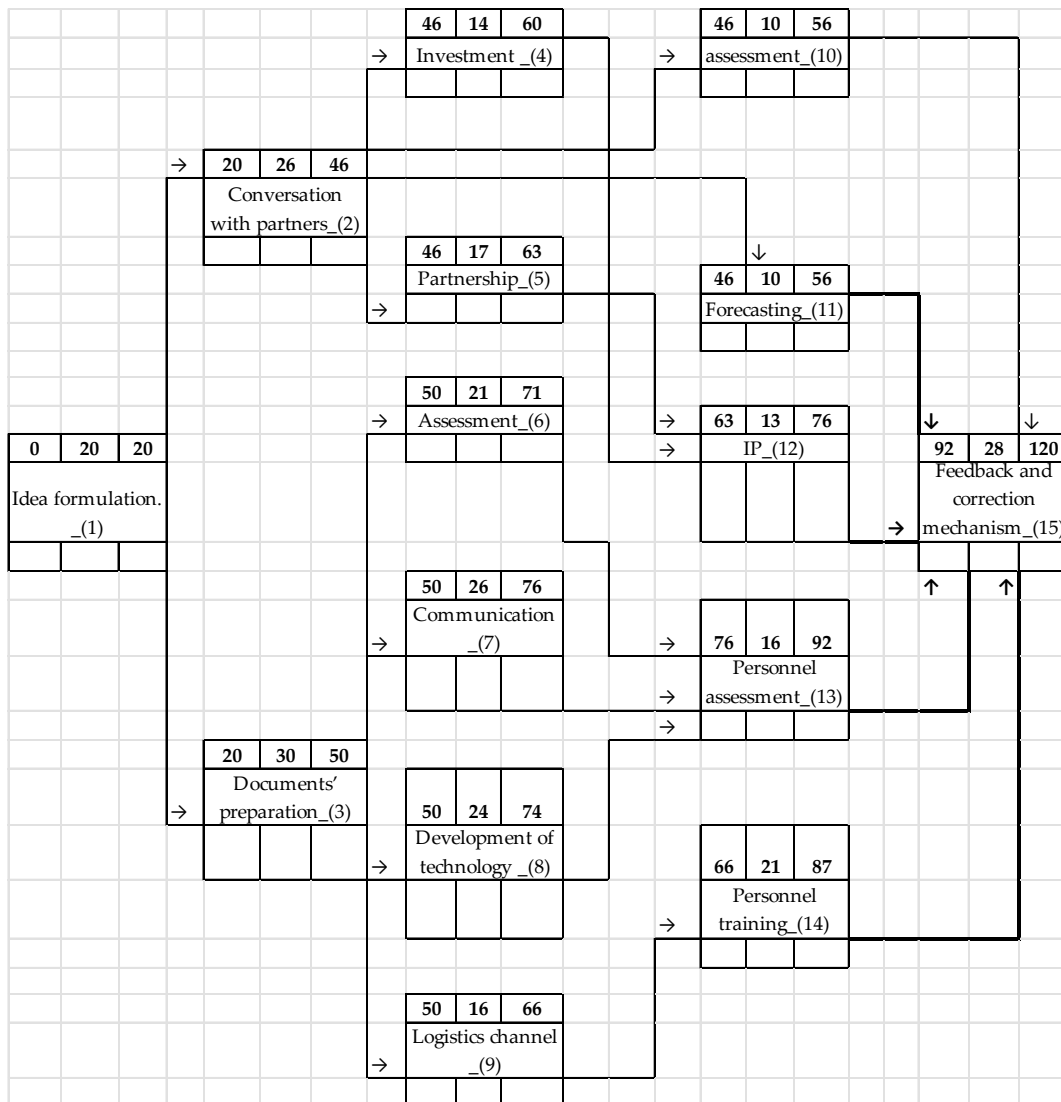 46 14 60
→ Investment _(4)
46 10 56
→ assessment_(10)
→ 20 26 46
Conversation
with partners_(2)
46 17 63
Partnership_(5)
→
↓
46 10 56
Forecasting_(11)
50 21 71
→ Assessment_(6)
→ 63 13 76
→ IP_(12)
↓ ↓
0 20 20
Idea formulation.
_(1)
92 28 120
Feedback and
correction
→ mechanism_(15)
↑ ↑
50 26 76
Communication
→ _(7)
→ 76 16 92
Personnel
→ assessment_(13)
→
20 30 50
Documents’
→ preparation_(3)
50 24 74
Development of
→ technology _(8)
66 21 87
Personnel
→ training_(14)
50 16 66
Logistics channel
→ _(9)